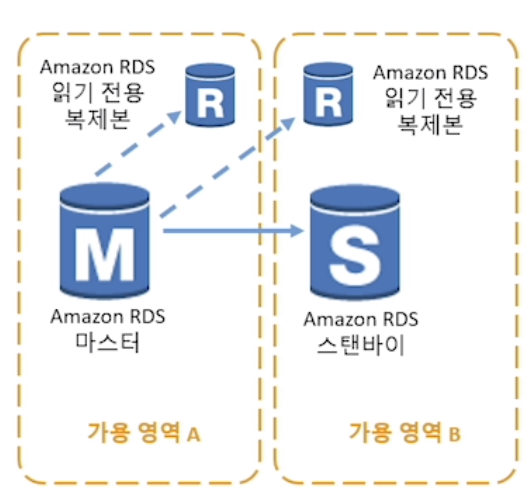 Amazon RDS
읽기 전용
복제본
R
R
Amazon RDS
읽기 전용
복제본
M
Amazon RDS
마스터
S
Amazon RDS
스탠바이
가용 영역 A
가용 영역 B